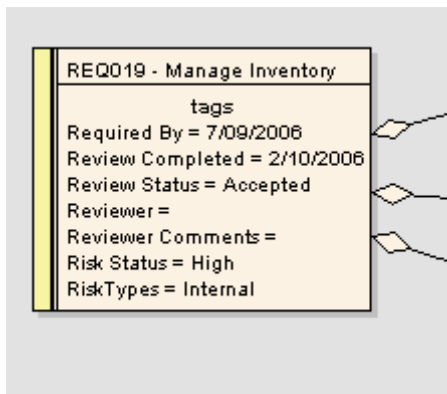 REQ019 - Manage Inventory
tags
Required By = 7/09/2006
Review Completed = 2/10/2006
Review Status = Accepted
Reviewer =
Reviewer Comments =
Risk Status = High
RiskTypes = Internal